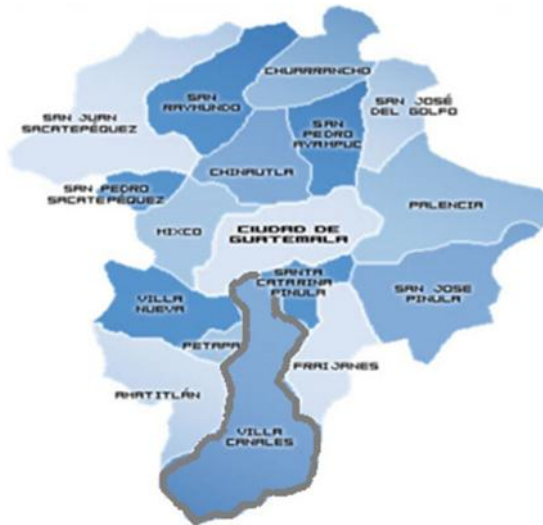 CHUARRANCHO
SAN
RAYMUNDO
SAN JOSÉ
DEL GOLFO
SAN JUAN
SACATEPÉQUEZ
SAN
PEDRO
AYAMPUC
CHINAUTLA
SAN PEDRO
SACATEPÉQUEZ
PALENCIA
MIXCO
CIUDAD DE
GUATEMALA
SANTA
CATARINA
PINULA
SAN JOSE
PINULA
VILLA
NUEVA
PETAPA
FRAIJANES
AMATITLÁN
VILLA
CANALES